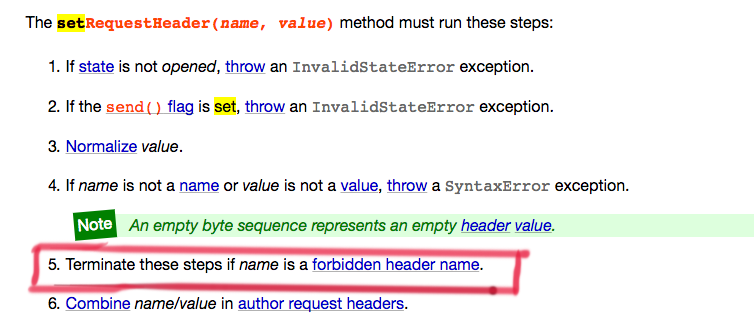 The setRequestHeader(name, value) method must run these steps:
1. If state is not opened, throw an InvalidStateError exception.
2. If the send() flag is set, throw an InvalidStateError exception.
3. Normalize value.
4. If name is not a name or value is not a value, throw a SyntaxError exception.
Note An empty byte sequence represents an empty header value.
5. Terminate these steps if name is a forbidden header name.
6. Combine name/value in author request headers.